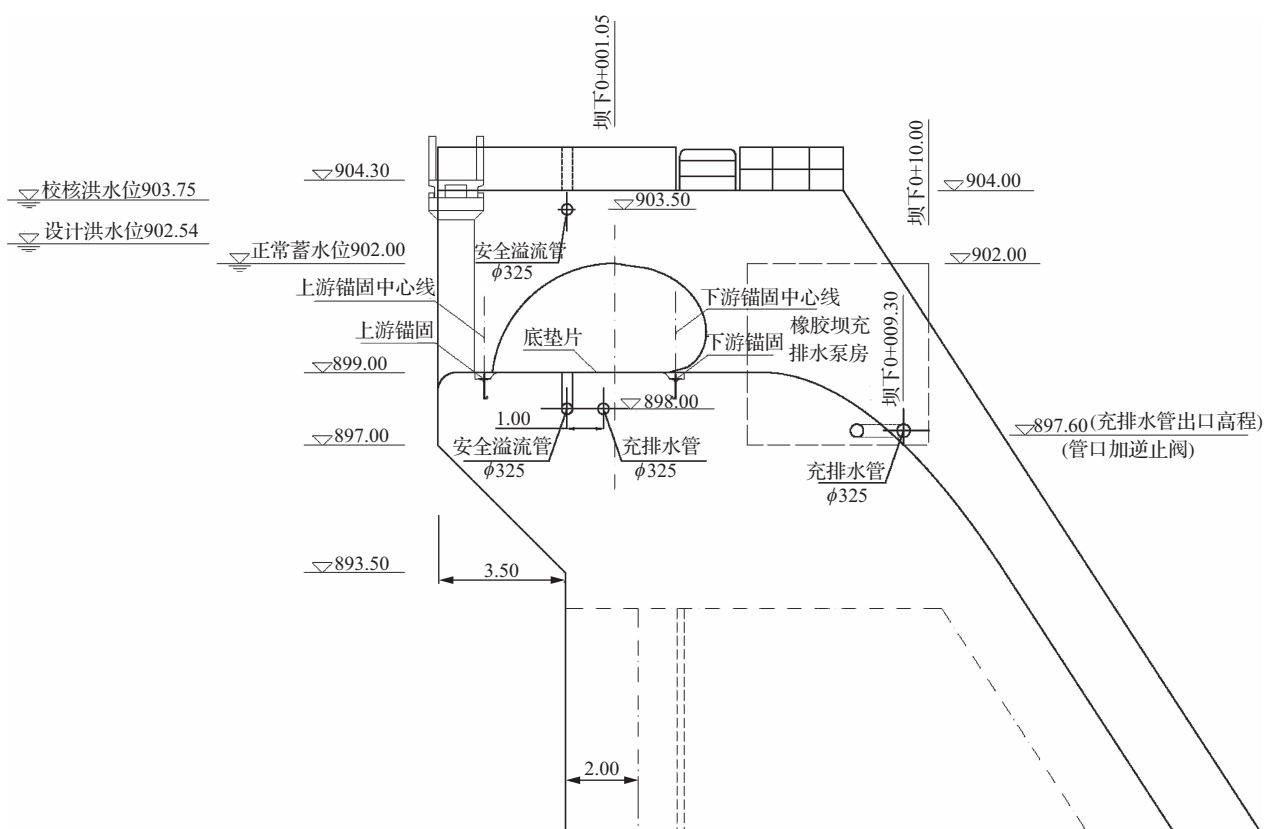 坝下0+001.05
坝下0+10.00
904.30
904.00
校核洪水位903.75
903.50
设计洪水位902.54
正常蓄水位902.00
安全溢流管
φ325
902.00
上游锚固中心线
下游锚固中心线
上游锚固
底垫片
下游锚固
橡胶坝充
排水泵房
坝下0+009.30
899.00
898.00
1.00
897.00
安全溢流管
φ325
充排水管
φ325
充排水管
φ325
897.60(充排水管出口高程)
(管口加逆止阀)
893.50
3.50
2.00